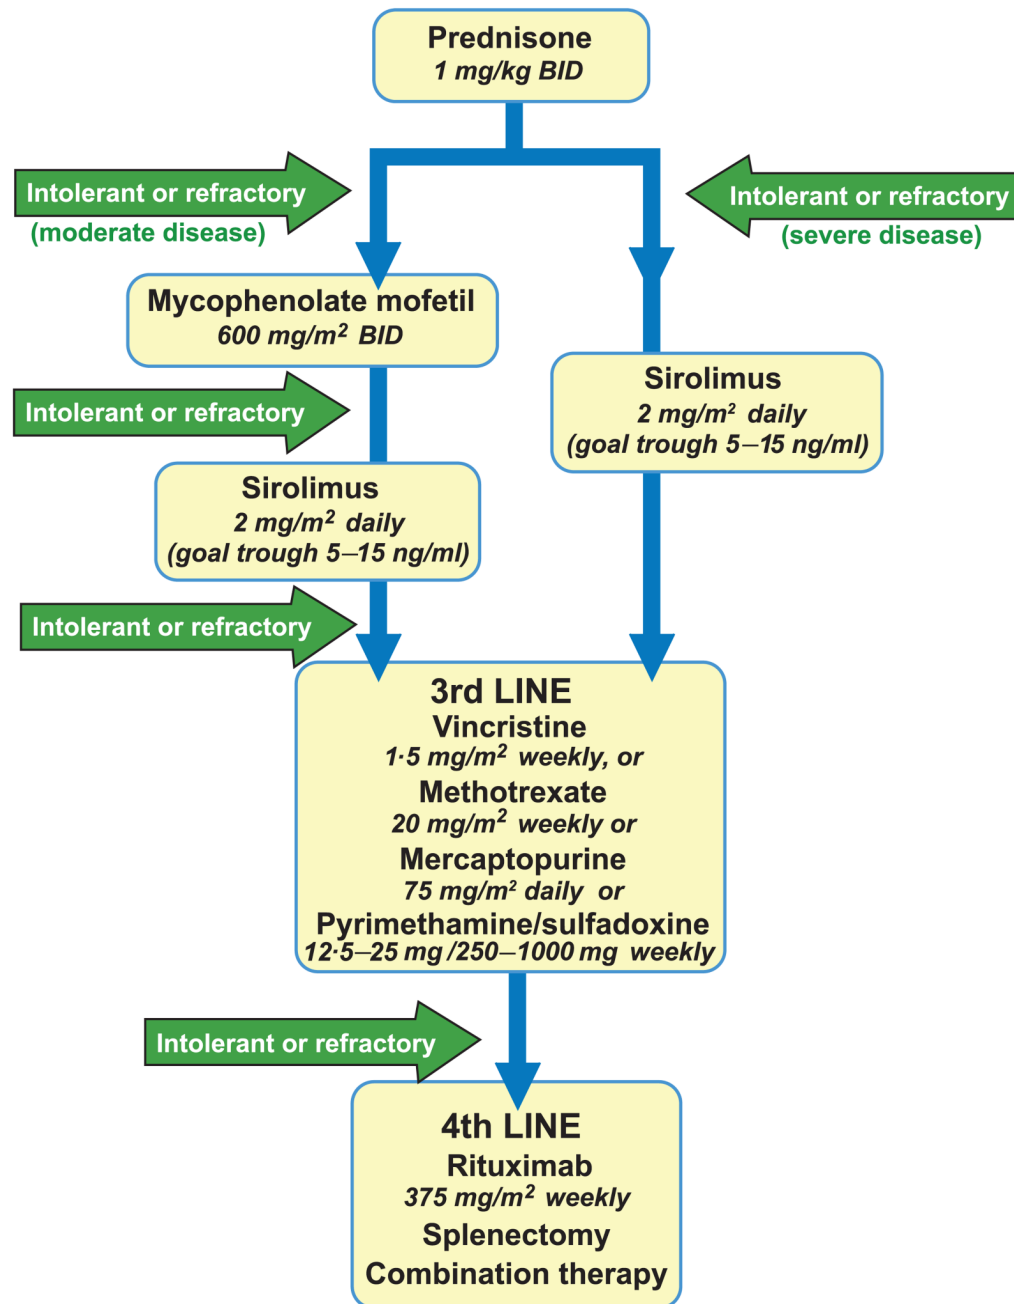 Prednisone
1 mg/kg BID
Intolerant or refractory
(moderate disease)
Intolerant or refractory
(severe disease)
Mycophenolate mofetil
600 mg/m² BID
Intolerant or refractory
Sirolimus
2 mg/m² daily
(goal trough 5–15 ng/ml)
Sirolimus
2 mg/m² daily
(goal trough 5–15 ng/ml)
Intolerant or refractory
3rd LINE
Vincristine
1·5 mg/m² weekly, or
Methotrexate
20 mg/m² weekly or
Mercaptopurine
75 mg/m² daily or
Pyrimethamine/sulfadoxine
12·5–25 mg/250–1000 mg weekly
Intolerant or refractory
4th LINE
Rituximab
375 mg/m² weekly
Splenectomy
Combination therapy